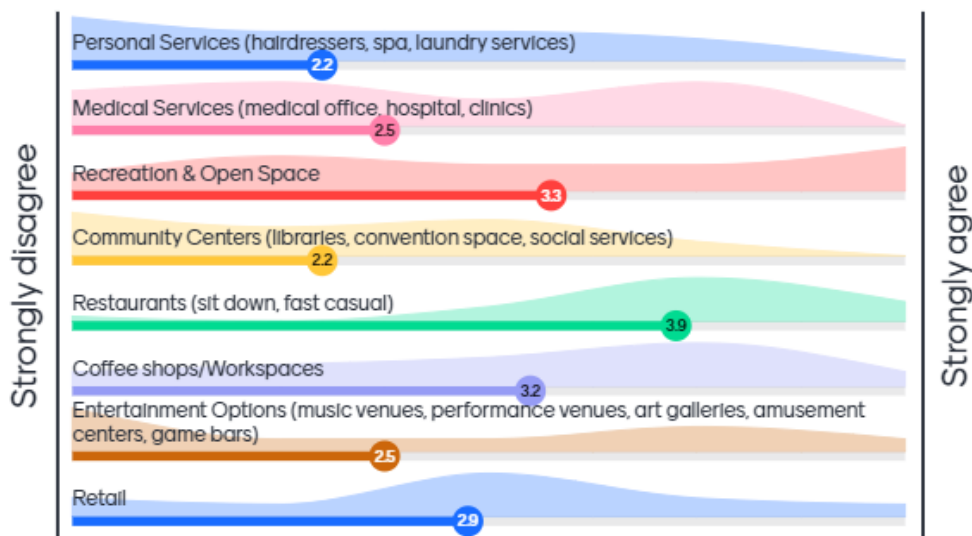 Strongly disagree
Personal Services (hairdressers, spa, laundry services)
2.2
Medical Services (medical office, hospital, clinics)
2.5
Recreation & Open Space
3.3
Community Centers (libraries, convention space, social services)
2.2
Restaurants (sit down, fast casual)
3.9
Coffee shops/Workspaces
3.2
Entertainment Options (music venues, performance venues, art galleries, amusement
centers, game bars)
2.5
Retail
2.9
Strongly agree